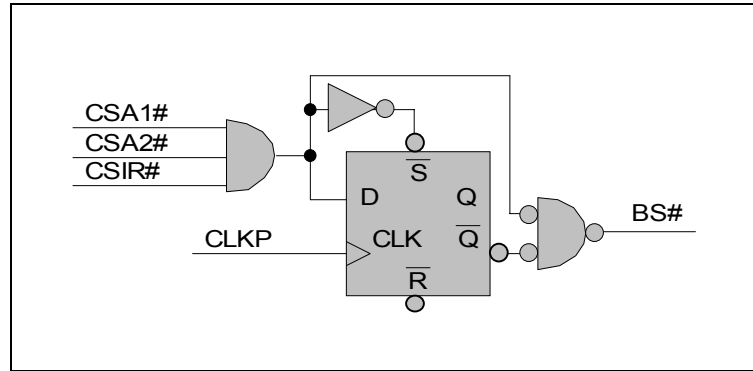 CSA1#
CSA2#
CSIR#
S̅
D Q
CLKP CLK Q̅ BS#
R̅